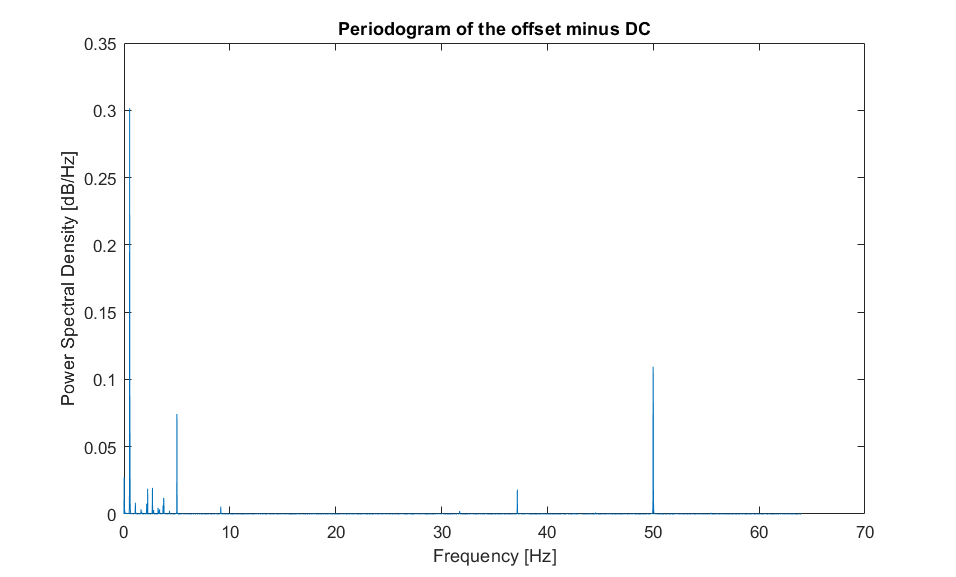 Periodogram of the offset minus DC
0.35
0.3
0.25
0.2
0.15
0.1
0.05
0
Power Spectral Density [dB/Hz]
0 10 20 30 40 50 60 70
Frequency [Hz]